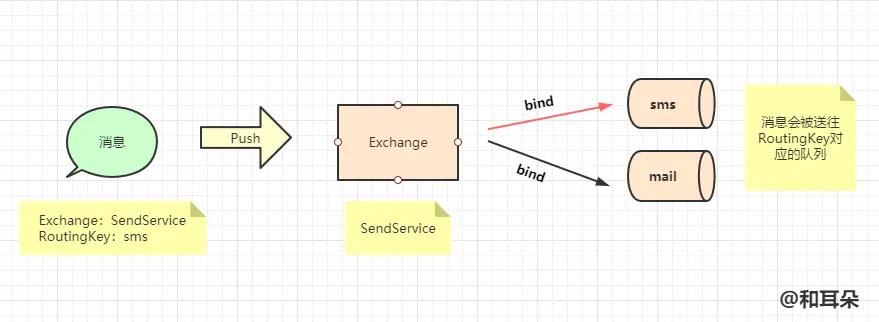 消息
Exchange：SendService
RoutingKey：sms
Push
Exchange
SendService
bind
bind
sms
mail
消息会被送往
RoutingKey对
应的队列
@和耳朵